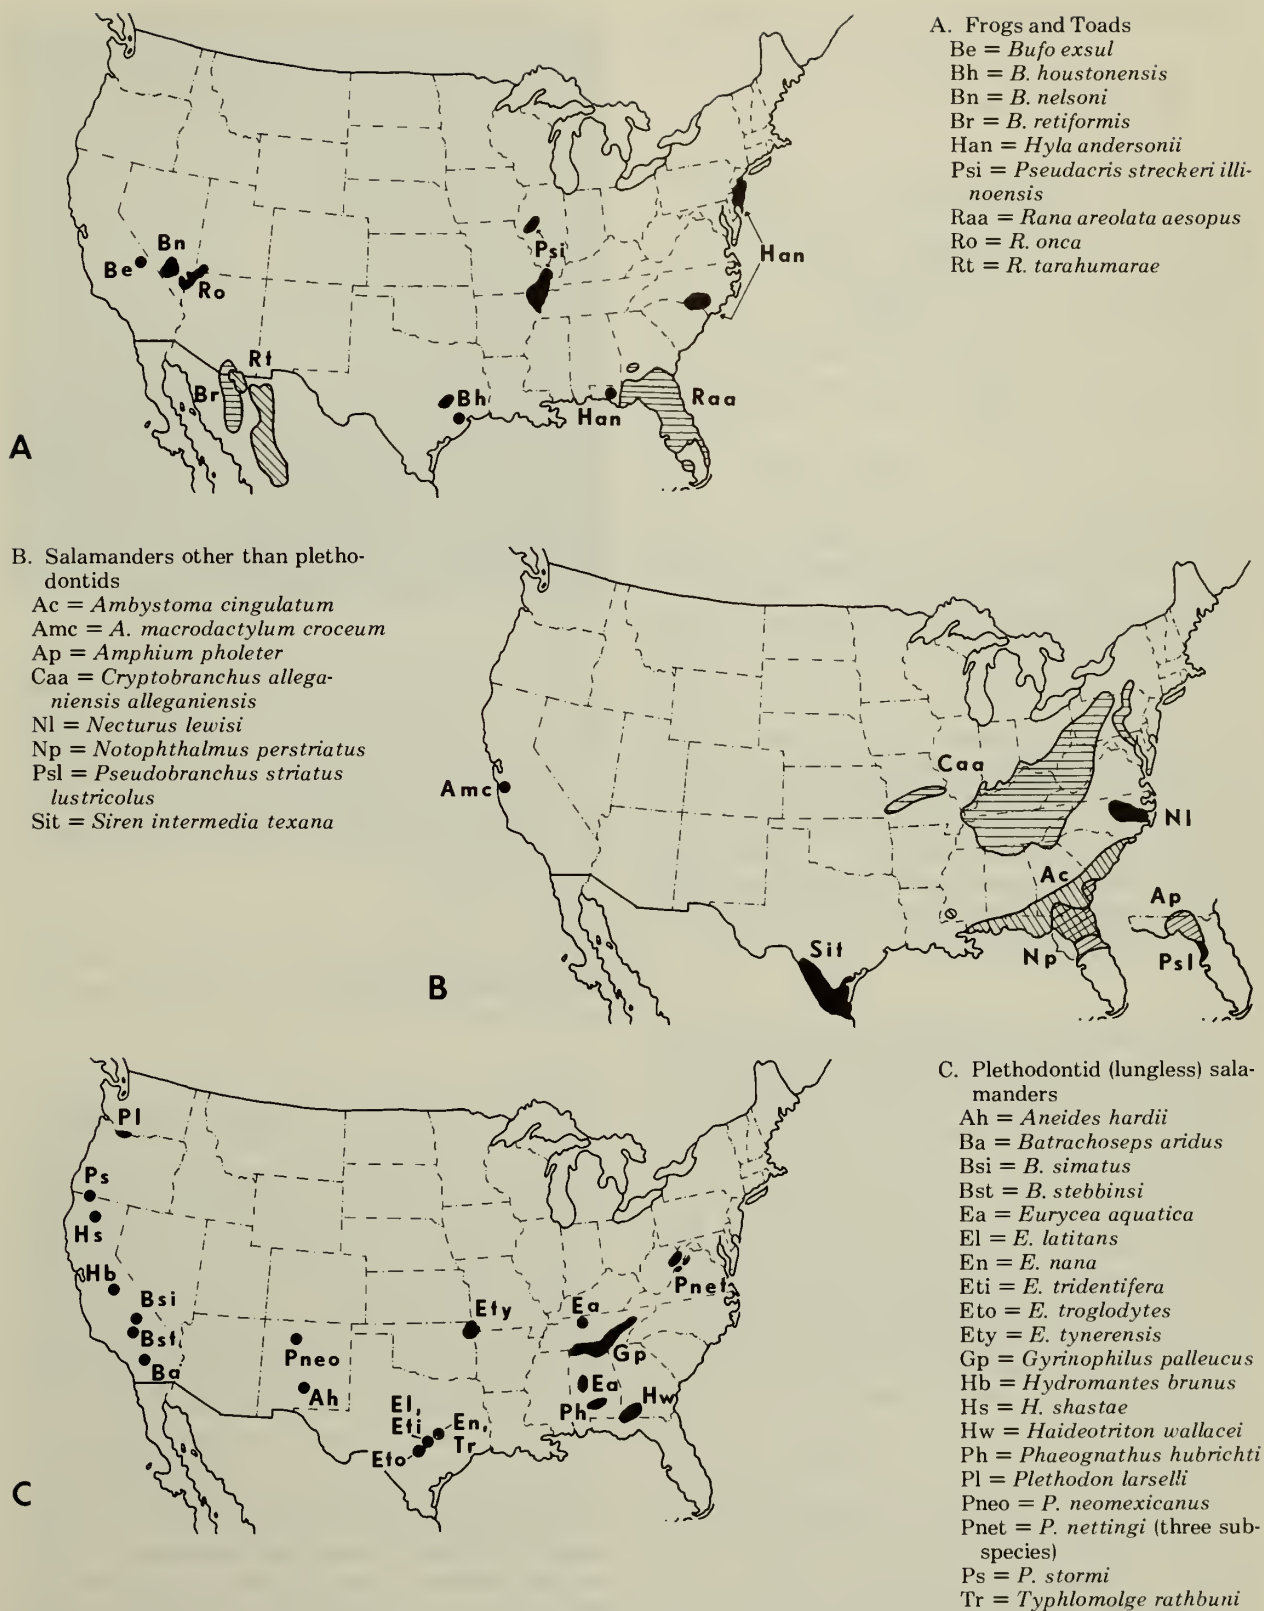 A. Frogs and Toads
Be = Bufo exsul
Bh = B. houstonensis
Bn = B. nelsoni
Br = B. retiformis
Han = Hyla andersonii
Psi = Pseudacris streckeri illi-
noensis
Raa = Rana areolata aesopus
Ro = R. onca
Rt = R. tarahumarae
Bn
Be
Ro
Psi
Han
Rt
Br
Bh
Han
Raa
A
B. Salamanders other than pletho-
dontids
Ac = Ambystoma cingulatum
Amc = A. macrodactylum croceum
Ap = Amphium pholeter
Caa = Cryptobranchus allega-
niensis alleganiensis
Nl = Necturus lewisi
Np = Notophthalmus perstriatus
Psl = Pseudobranchus striatus
lustricolus
Sit = Siren intermedia texana
Caa
Amc
Nl
Ac
Ap
Sit
Np
Psl
B
C. Plethodontid (lungless) sala-
manders
Ah = Aneides hardii
Ba = Batrachoseps aridus
Bsi = B. simatus
Bst = B. stebbinsi
Ea = Eurycea aquatica
El = E. latitans
En = E. nana
Eti = E. tridentifera
Eto = E. troglodytes
Ety = E. tynerensis
Gp = Gyrinophilus palleucus
Hb = Hydromantes brunus
Hs = H. shastae
Hw = Haideotriton wallacei
Ph = Phaeognathus hubrichti
Pl = Plethodon larselli
Pneo = P. neomexicanus
Pnet = P. nettingi (three sub-
species)
Ps = P. stormi
Tr = Typhlomolge rathbuni
Pl
Ps
Hs
Hb
Pnet
Bsi
Ety
Ea
Bst
Pneo
Gp
Ba
Ah
Ea
Hw
El,
Eti
En,
Tr
Ph
Eto
C